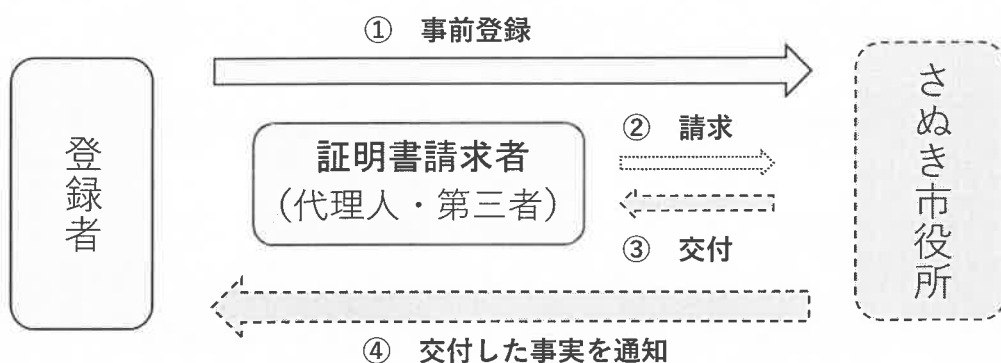 ① 事前登録
登録者
証明書請求者
(代理人・第三者)
② 請求
③ 交付
さぬき市役所
④ 交付した事実を通知